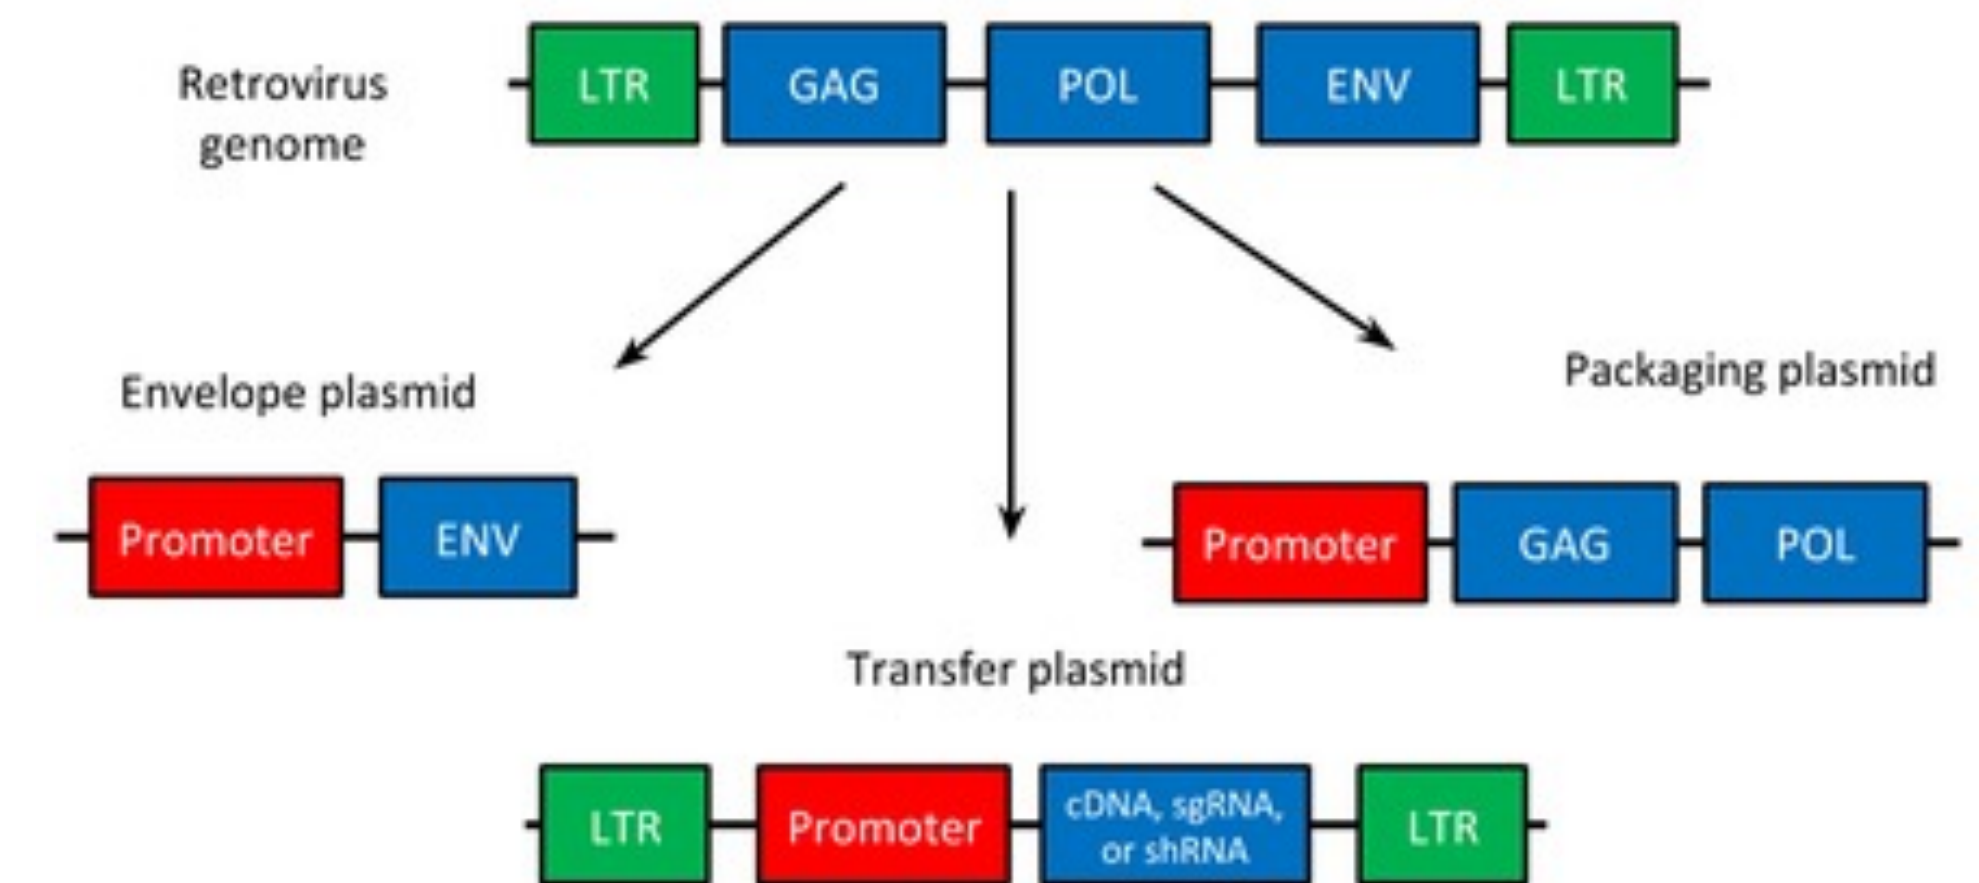 Retrovirus
genome
LTR GAG POL ENV LTR
Envelope plasmid
Packaging plasmid
Promoter ENV
Promoter GAG POL
Transfer plasmid
LTR Promoter cDNA, sgRNA,
or shRNA LTR